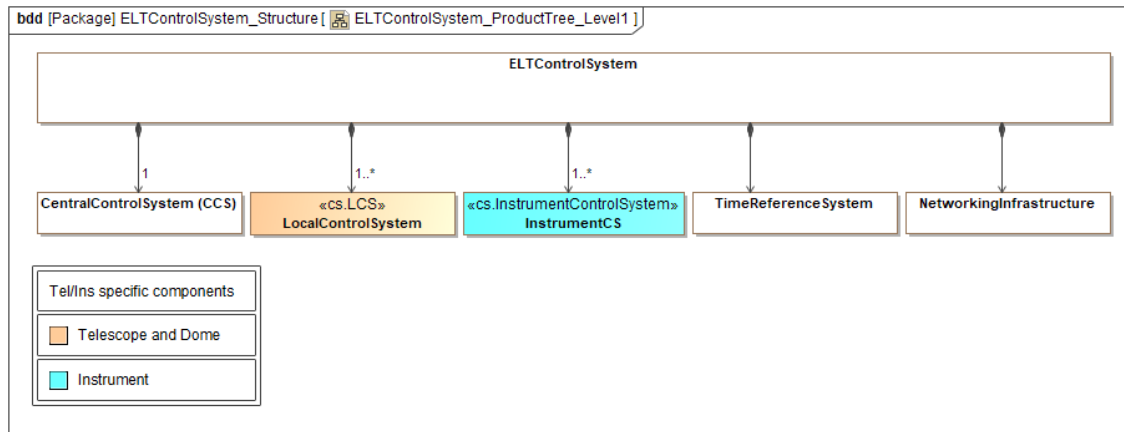 bdd [Package] ELTControlSystem_Structure [ ELTControlSystem_ProductTree_Level1 ]
ELTControlSystem
1
1..*
1..*
CentralControlSystem (CCS)
«cs.LCS»
LocalControlSystem
«cs.InstrumentControlSystem»
InstrumentCS
TimeReferenceSystem
NetworkingInfrastructure
Tel/Ins specific components
Telescope and Dome
Instrument